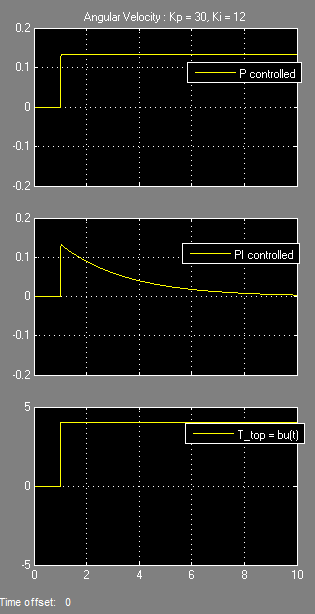 Angular Velocity : Kp = 30, Ki = 12
0.2
P controlled
0.1
0
-0.1
-0.2
0.2
PI controlled
0.1
0
-0.1
-0.2
5
T_top = bu(t)
0
-5
0 2 4 6 8 10
Time offset: 0